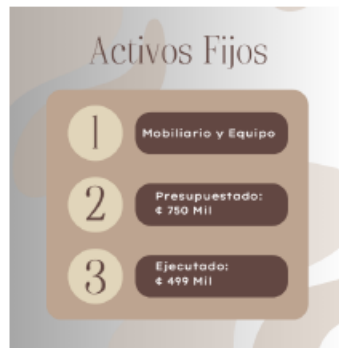 Activos Fijos
1
Mobiliario y Equipo
2
Presupuestado:
¢ 750 Mil
3
Ejecutado:
¢ 499 Mil